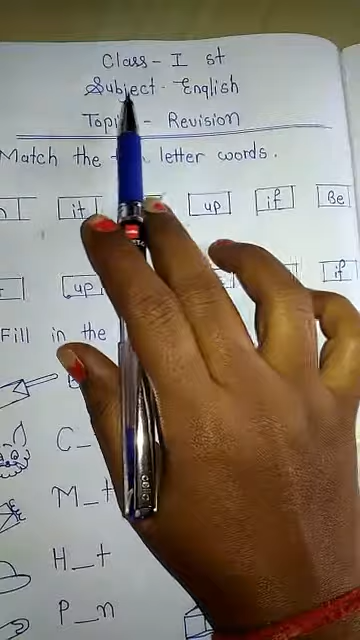 Class - I st
Subject - English
Topic - Revision
Match the letter words.
it up if Be
up if
Fill in the
C_
M_t
H_t
P_n
cello